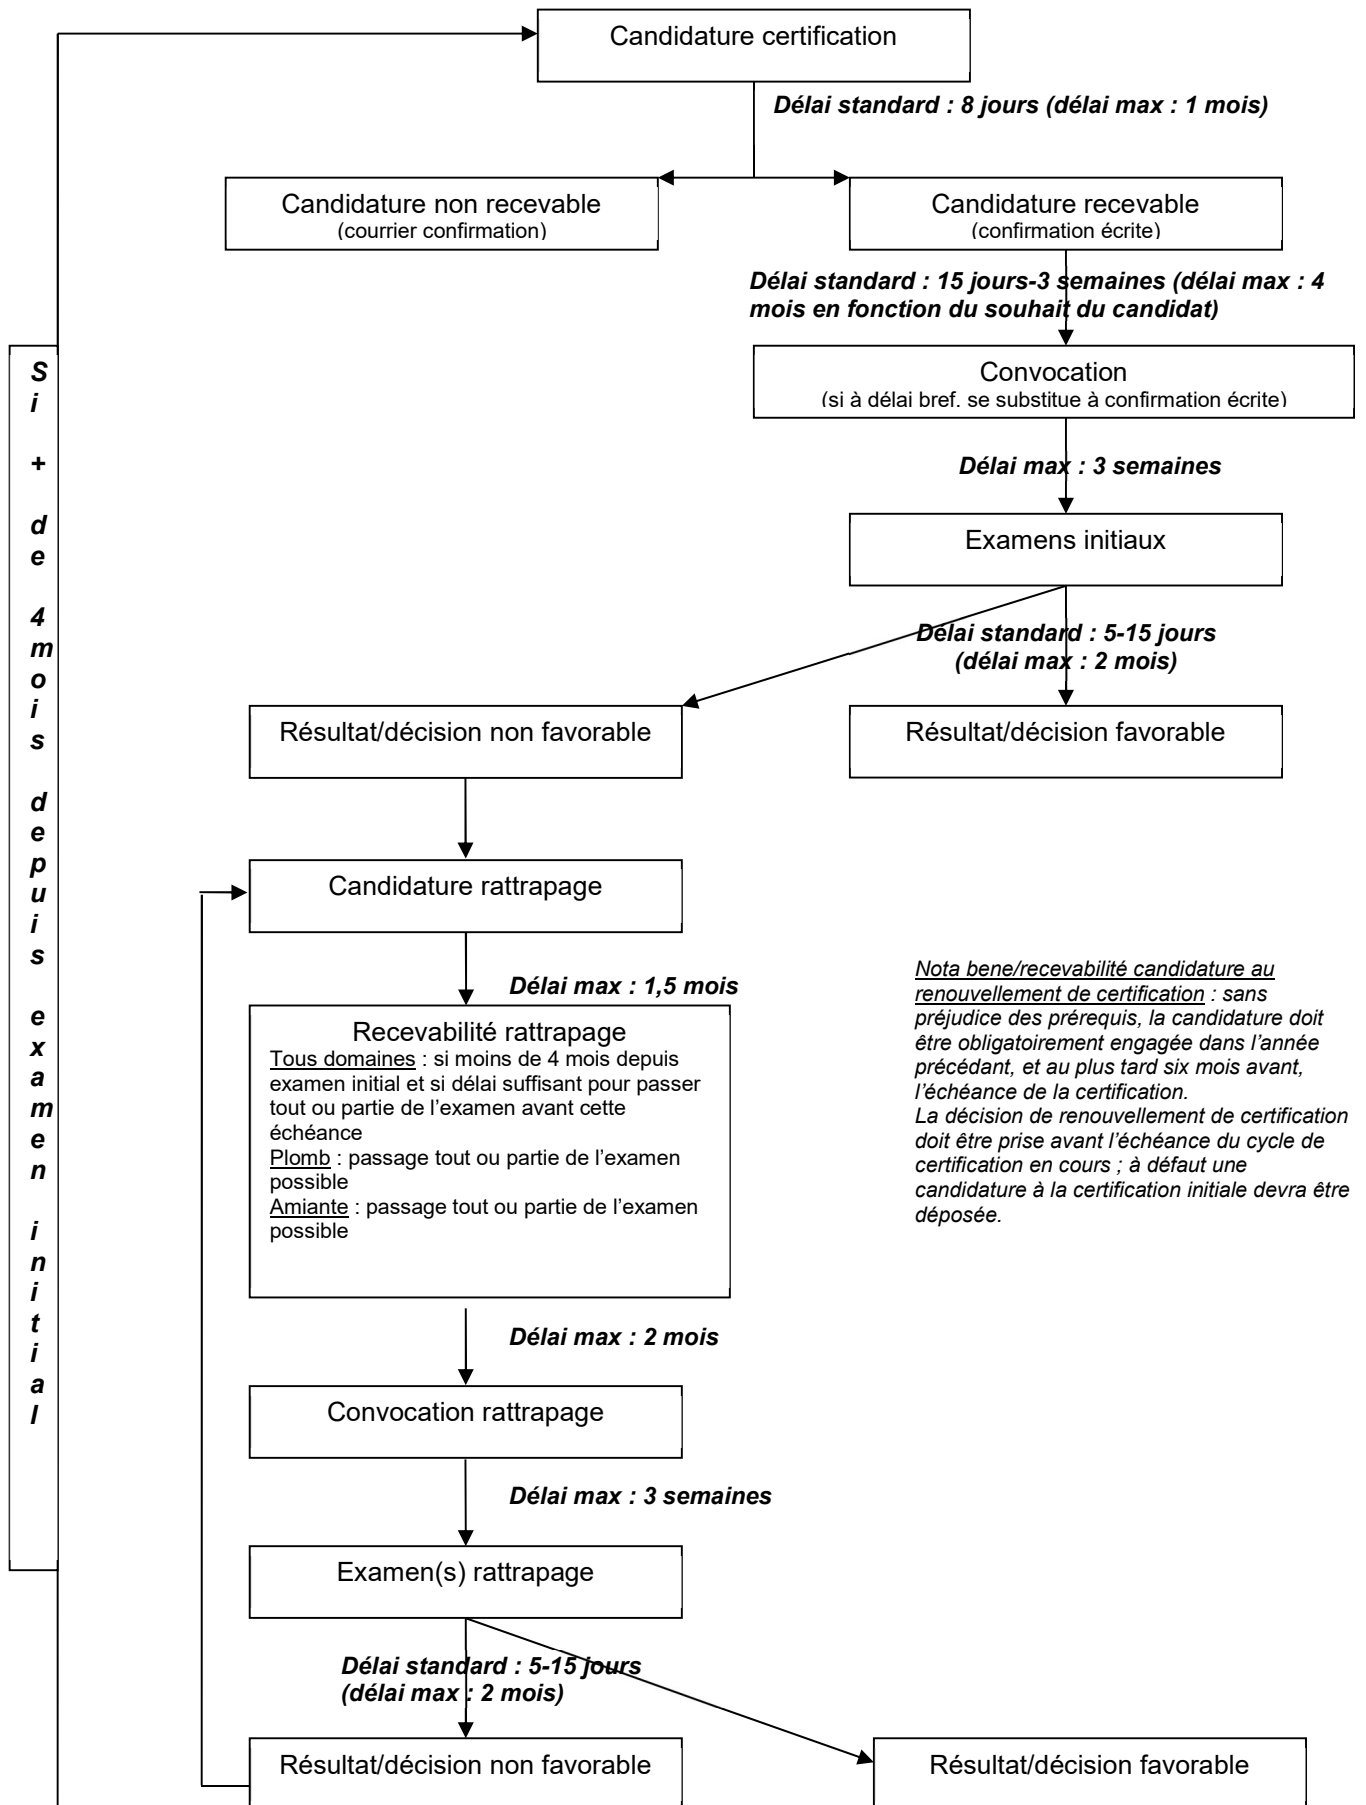 Candidature certification
Délai standard : 8 jours (délai max : 1 mois)
Candidature non recevable
(courrier confirmation)
Candidature recevable
(confirmation écrite)
Délai standard : 15 jours-3 semaines (délai max : 4
mois en fonction du souhait du candidat)
Convocation
(si à délai bref. se substitue à confirmation écrite)
Délai max : 3 semaines
Examens initiaux
Délai standard : 5-15 jours
(délai max : 2 mois)
Résultat/décision non favorable
Résultat/décision favorable
Candidature rattrapage
Délai max : 1,5 mois
Recevabilité rattrapage
Tous domaines : si moins de 4 mois depuis
examen initial et si délai suffisant pour passer
tout ou partie de l’examen avant cette
échéance
Plomb : passage tout ou partie de l’examen
possible
Amiante : passage tout ou partie de l’examen
possible
Nota bene/recevabilité candidature au
renouvellement de certification : sans
préjudice des prérequis, la candidature doit
être obligatoirement engagée dans l’année
précédant, et au plus tard six mois avant,
l’échéance de la certification.
La décision de renouvellement de certification
doit être prise avant l’échéance du cycle de
certification en cours ; à défaut une
candidature à la certification initiale devra être
déposée.
Délai max : 2 mois
Convocation rattrapage
Délai max : 3 semaines
Examen(s) rattrapage
Délai standard : 5-15 jours
(délai max : 2 mois)
Résultat/décision non favorable
Résultat/décision favorable
Si + de 4 mois depuis examen initial